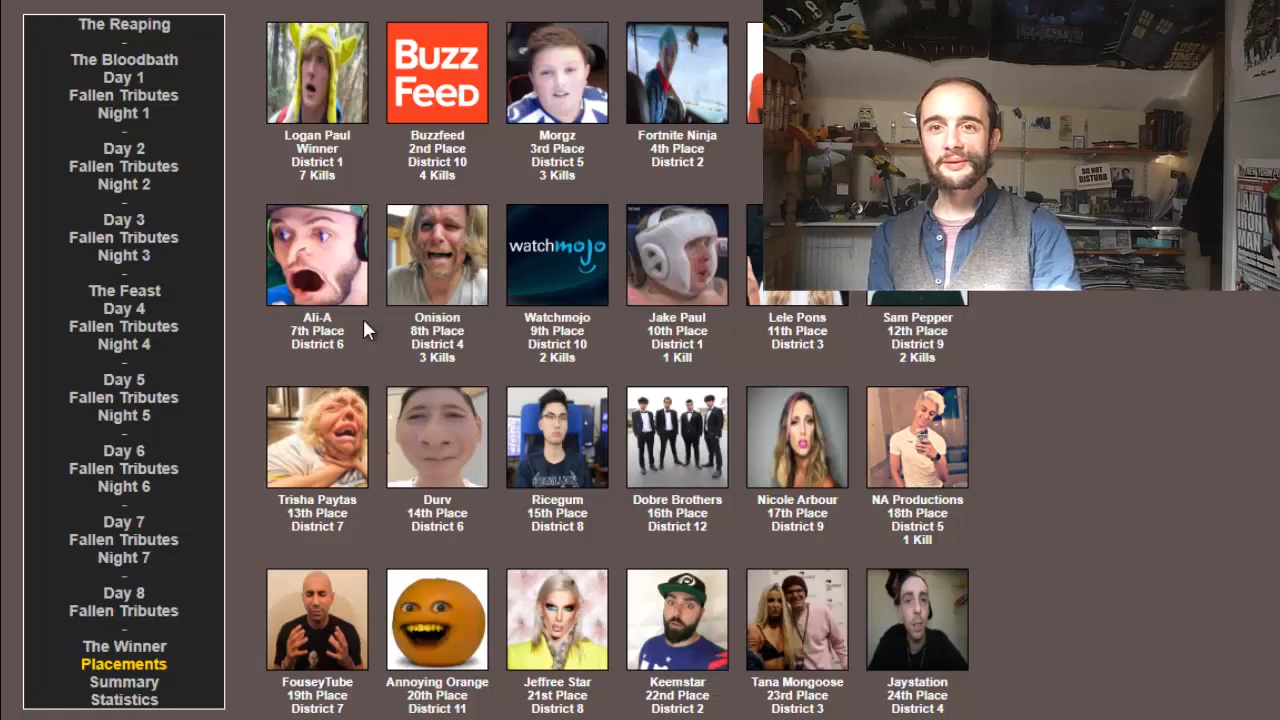 The Reaping
-
The Bloodbath
Day 1
Fallen Tributes
Night 1
-
Day 2
Fallen Tributes
Night 2
-
Day 3
Fallen Tributes
Night 3
-
The Feast
Day 4
Fallen Tributes
Night 4
-
Day 5
Fallen Tributes
Night 5
-
Day 6
Fallen Tributes
Night 6
-
Day 7
Fallen Tributes
Night 7
-
Day 8
Fallen Tributes
-
The Winner
Placements
Summary
Statistics
Buzz
FeeD
Logan Paul
Winner
District 1
7 Kills
Buzzfeed
2nd Place
District 10
4 Kills
Morgz
3rd Place
District 5
3 Kills
Fortnite Ninja
4th Place
District 2
LOST IN
TIME &
SPACE
DO NOT
DISTURB
I AM
IRON
MAN
watchmojo
Ali-A
7th Place
District 6
Onision
8th Place
District 4
3 Kills
Watchmojo
9th Place
District 10
2 Kills
Jake Paul
10th Place
District 1
1 Kill
Lele Pons
11th Place
District 3
Sam Pepper
12th Place
District 9
2 Kills
Trisha Paytas
13th Place
District 7
Durv
14th Place
District 6
Ricegum
15th Place
District 8
Dobre Brothers
16th Place
District 12
Nicole Arbour
17th Place
District 9
NA Productions
18th Place
District 5
1 Kill
FouseyTube
19th Place
District 7
Annoying Orange
20th Place
District 11
Jeffree Star
21st Place
District 8
Keemstar
22nd Place
District 2
Tana Mongoose
23rd Place
District 3
Jaystation
24th Place
District 4